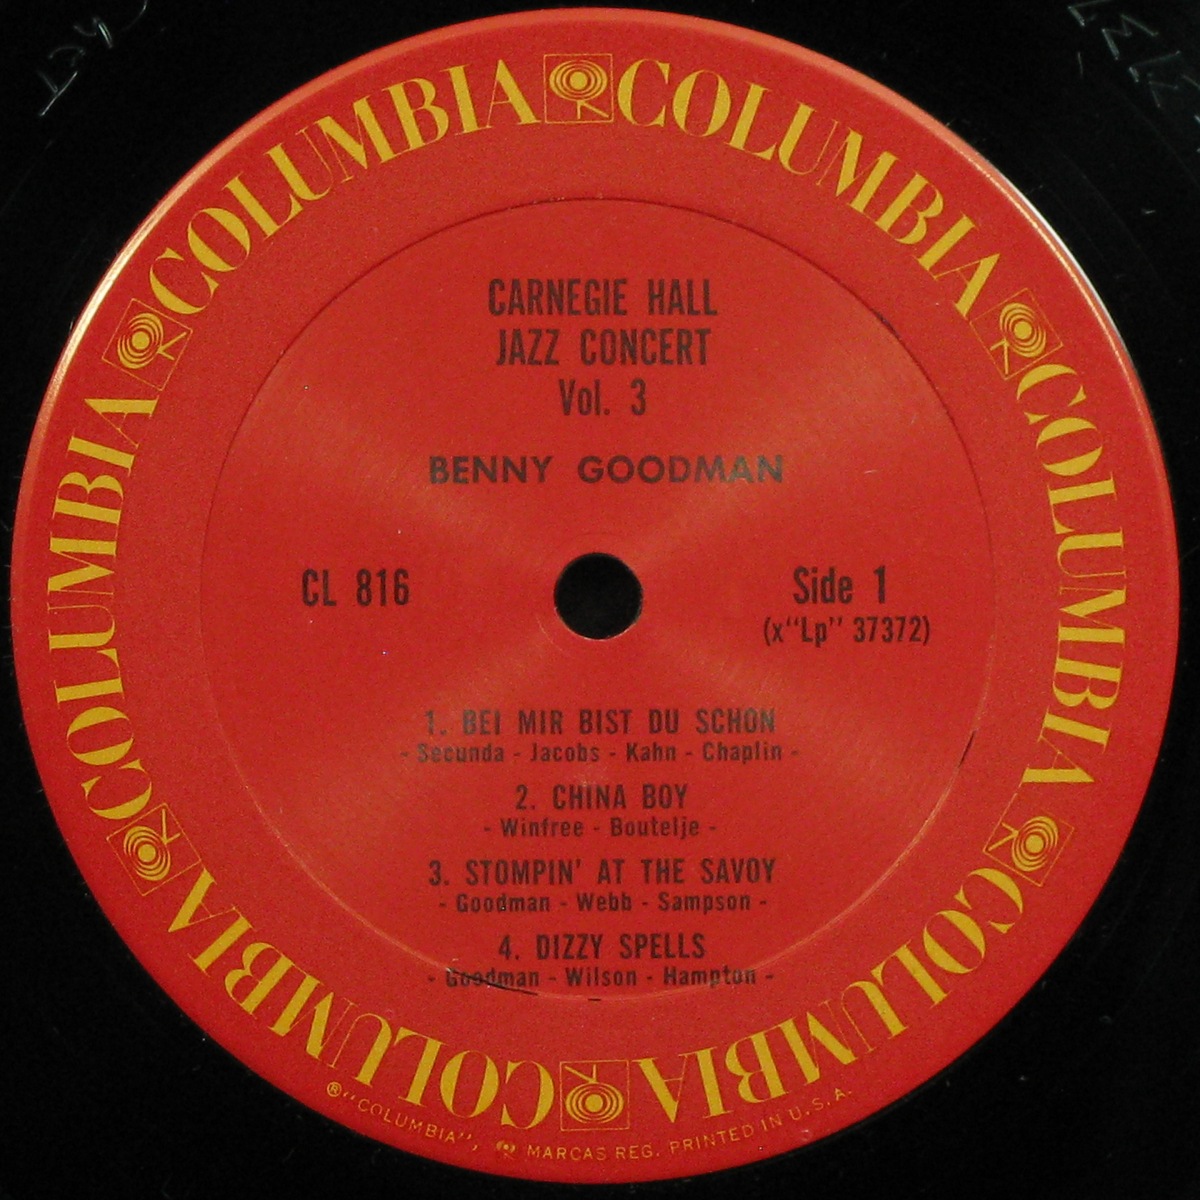 COLUMBIA COLUMBIA COLUMBIA COLUMBIA COLUMBIA COLUMBIA
CARNEGIE HALL
JAZZ CONCERT
Vol. 3
BENNY GOODMAN
CL 816
Side 1
(x"Lp" 37372)
1. BEI MIR BIST DU SCHON
- Secunda - Jacobs - Kahn - Chaplin -
2. CHINA BOY
- Winfree - Boutelje -
3. STOMPIN' AT THE SAVOY
- Goodman - Webb - Sampson -
4. DIZZY SPELLS
- Goodman - Wilson - Hampton -
®"COLUMBIA", MARCAS REG. PRINTED IN U.S.A.